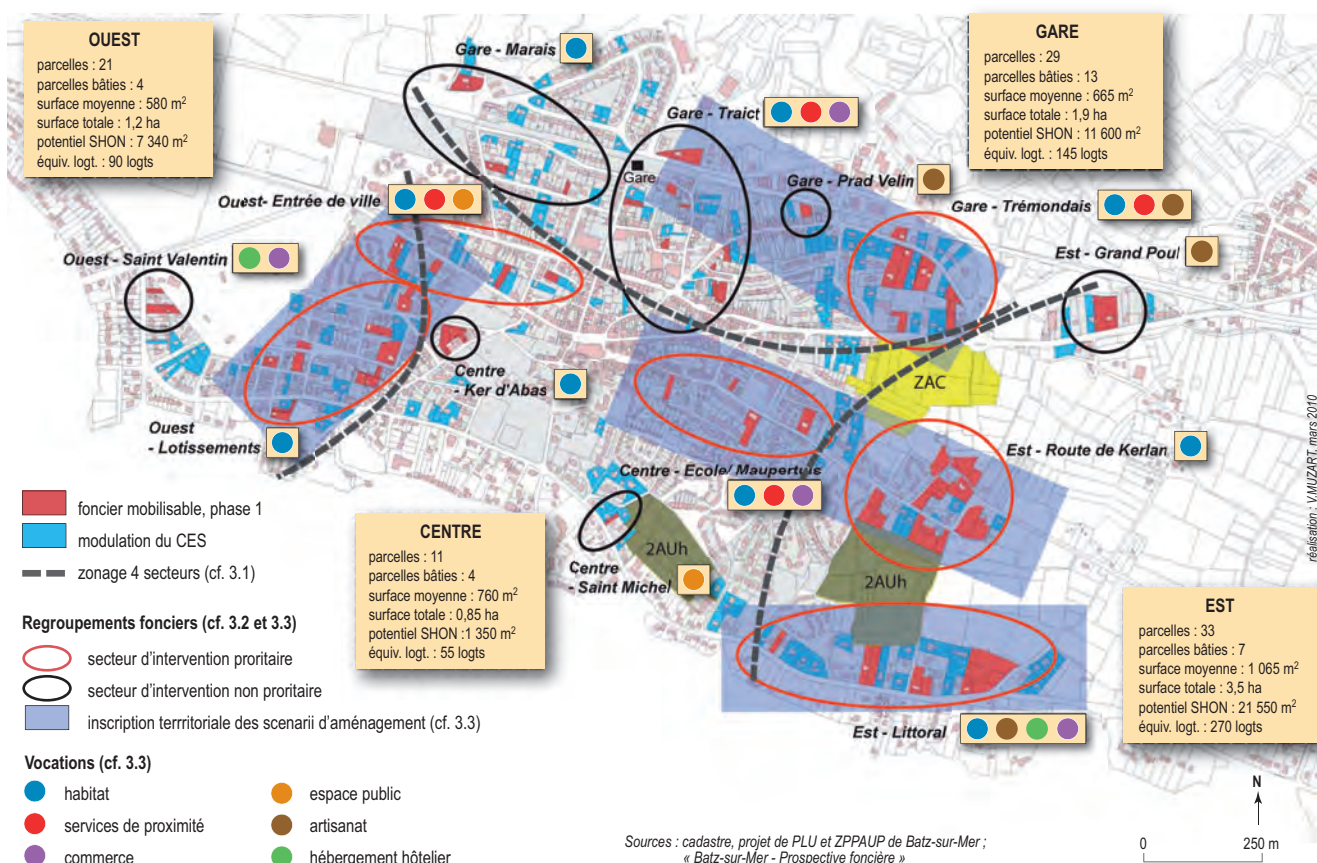 OUEST
parcelles : 21
parcelles bâties : 4
surface moyenne : 580 m²
surface totale : 1,2 ha
potentiel SHON : 7 340 m²
équiv. logt. : 90 logts
GARE
parcelles : 29
parcelles bâties : 13
surface moyenne : 665 m²
surface totale : 1,9 ha
potentiel SHON : 11 600 m²
équiv. logt. : 145 logts
Gare - Marais
Gare - Traict
Gare
Gare - Prad Velin
Ouest- Entrée de ville
Gare - Trémondais
Est - Grand Poul
Ouest - Saint Valentin
Centre
- Ker d'Abas
ZAC
Ouest
- Lotissements
Est - Route de Kerlan
Centre - Ecole/ Maupertuis
réalisation : V.MUZART, mars 2010
foncier mobilisable, phase 1
modulation du CES
zonage 4 secteurs (cf. 3.1)
CENTRE
parcelles : 11
parcelles bâties : 4
surface moyenne : 760 m²
surface totale : 0,85 ha
potentiel SHON :1 350 m²
équiv. logt. : 55 logts
2AUh
Centre
- Saint Michel
2AUh
EST
parcelles : 33
parcelles bâties : 7
surface moyenne : 1 065 m²
surface totale : 3,5 ha
potentiel SHON : 21 550 m²
équiv. logt. : 270 logts
Regroupements fonciers (cf. 3.2 et 3.3)
secteur d'intervention proritaire
secteur d'intervention non proritaire
inscription terrritoriale des scenarii d'aménagement (cf. 3.3)
Est - Littoral
Vocations (cf. 3.3)
habitat
services de proximité
commerce
espace public
artisanat
hébergement hôtelier
Sources : cadastre, projet de PLU et ZPPAUP de Batz-sur-Mer ;
« Batz-sur-Mer - Prospective foncière »
N
0 250 m